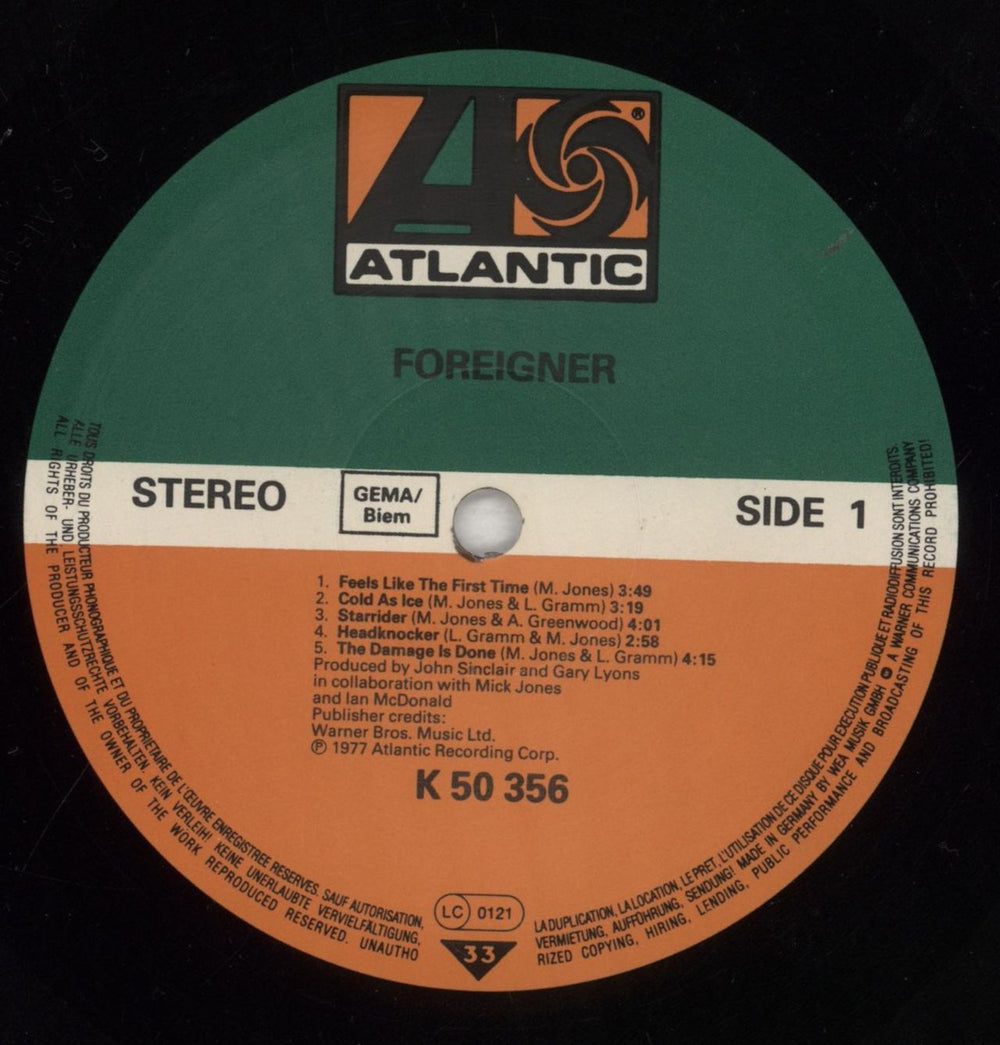 ®
ATLANTIC
FOREIGNER
STEREO
GEMA/
Biem
SIDE 1
1. Feels Like The First Time (M. Jones) 3:49
2. Cold As Ice (M. Jones & L. Gramm) 3:19
3. Starrider (M. Jones & A. Greenwood) 4:01
4. Headknocker (L. Gramm & M. Jones) 2:58
5. The Damage Is Done (M. Jones & L. Gramm) 4:15
Produced by John Sinclair and Gary Lyons
in collaboration with Mick Jones
and Ian McDonald
Publisher credits:
Warner Bros. Music Ltd.
℗ 1977 Atlantic Recording Corp.
K 50 356
LC 0121
33
TOUS DROITS DU PRODUCTEUR PHONOGRAPHIQUE ET DU PROPRIETAIRE DE L'ŒUVRE ENREGISTREE RESERVES. SAUF AUTORISATION,
ALLE URHEBER- UND LEISTUNGSSCHUTZRECHTE VORBEHALTEN. KEIN VERLEIH! KEINE UNERLAUBTE VERVIELFÄLTIGUNG,
ALL RIGHTS OF THE PRODUCER AND OF THE OWNER OF THE WORK REPRODUCED RESERVED. UNAUTHO
LA DUPLICATION, LA LOCATION, LE PRET, L'UTILISATION DE CE DISQUE POUR EXECUTION PUBLIQUE ET RADIODIFFUSION SONT INTERDITS.
VERMIETUNG, AUFFÜHRUNG, SENDUNG! MADE IN GERMANY BY WEA MUSIK GMBH A WARNER COMMUNICATIONS COMPANY
RIZED COPYING, HIRING, LENDING, PUBLIC PERFORMANCE AND BROADCASTING OF THIS RECORD PROHIBITED!